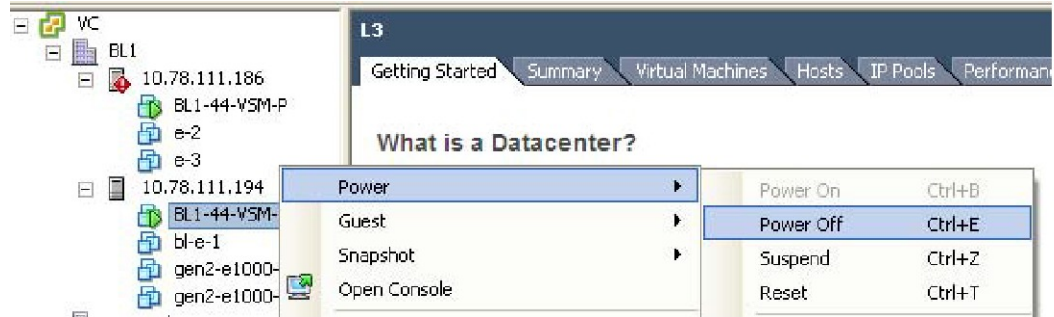 VC
BL1
10.78.111.186
BL1-44-VSM-P
e-2
e-3
10.78.111.194
BL1-44-VSM-
bl-e-1
gen2-e1000-
gen2-e1000-
L3
Getting Started Summary Virtual Machines Hosts IP Pools Performan
What is a Datacenter?
Power
Guest
Snapshot
Open Console
Power On Ctrl+B
Power Off Ctrl+E
Suspend Ctrl+Z
Reset Ctrl+T